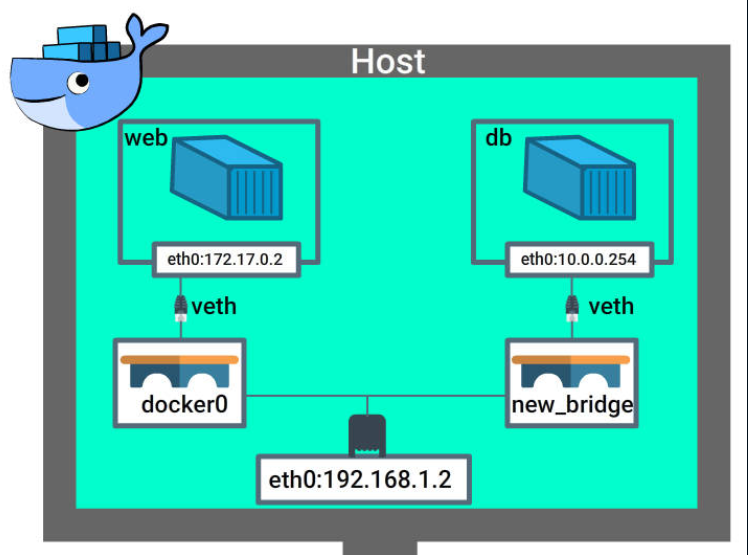 Host
web
db
eth0:172.17.0.2
eth0:10.0.0.254
veth
veth
docker0
new_bridge
eth0:192.168.1.2